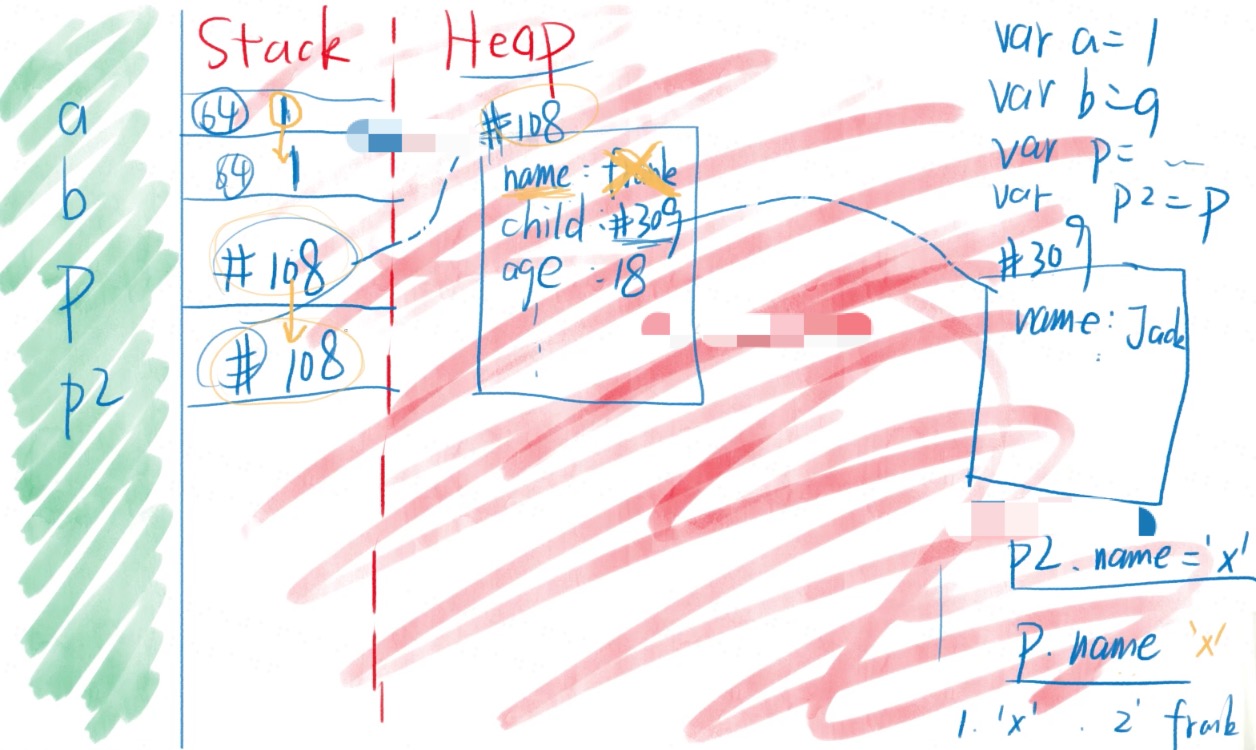 Stack
Heap
a
b
p
p2
64 1
64 1
#108
#108
#108
name: frank
child: #309
age: 18
var a= 1
var b=a
var p=
var p2=p
#309
name: Jack
p2.name='x'
p.name 'x'
1. 'x' . 2' frank